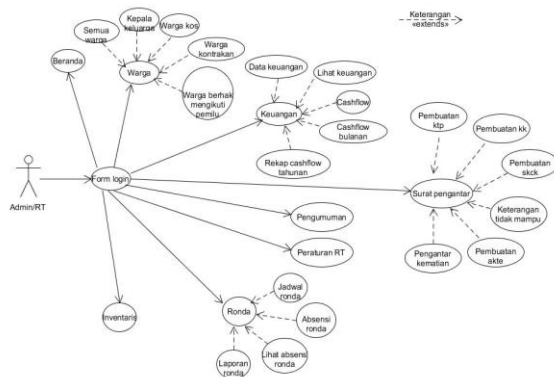 Keterangan
«extends»
Semua
warga
Kepala
keluarga
Warga kos
Warga
kontrakan
Beranda
Warga
Warga berhak
mengikuti
pemilu
Data keuangan
Lihat keuangan
Keuangan
Cashflow
Cashflow
bulanan
Rekap cashflow
tahunan
Pembuatan
ktp
Pembuatan kk
Pembuatan
skck
Surat pengantar
Keterangan
tidak mampu
Pembuatan
akte
Pengantar
kematian
Admin/RT
Form login
Pengumuman
Peraturan RT
Inventaris
Jadwal
ronda
Ronda
Absensi
ronda
Lihat absens ronda
Laporan
ronda